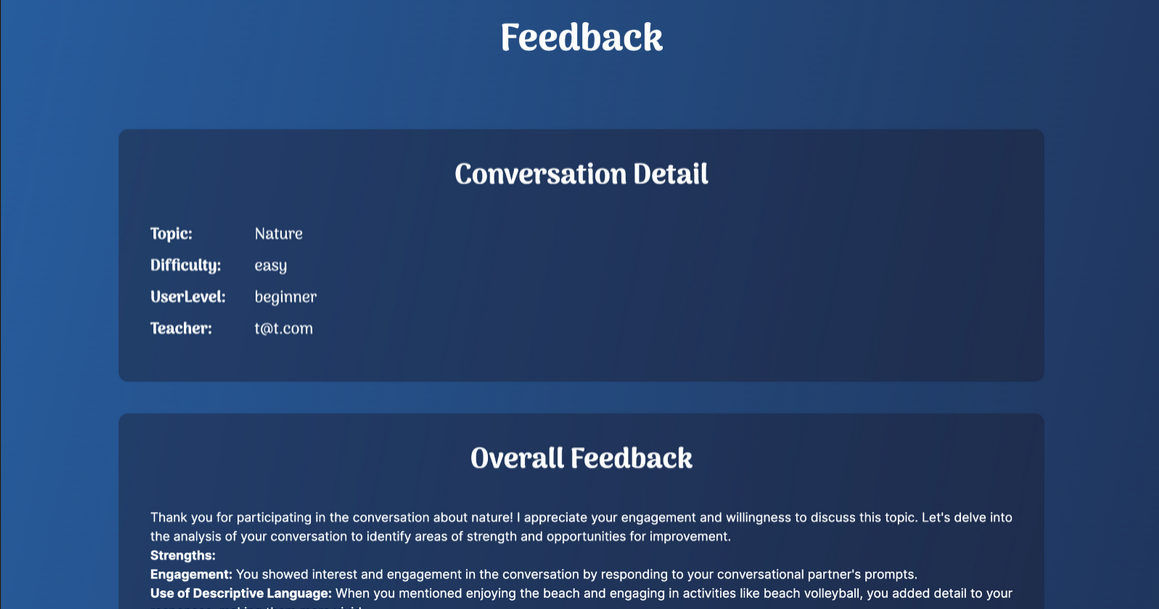 Feedback
Conversation Detail
Topic: Nature
Difficulty: easy
UserLevel: beginner
Teacher: t@t.com
Overall Feedback
Thank you for participating in the conversation about nature! I appreciate your engagement and willingness to discuss this topic. Let's delve into
the analysis of your conversation to identify areas of strength and opportunities for improvement.
Strengths:
Engagement: You showed interest and engagement in the conversation by responding to your conversational partner's prompts.
Use of Descriptive Language: When you mentioned enjoying the beach and engaging in activities like beach volleyball, you added detail to your